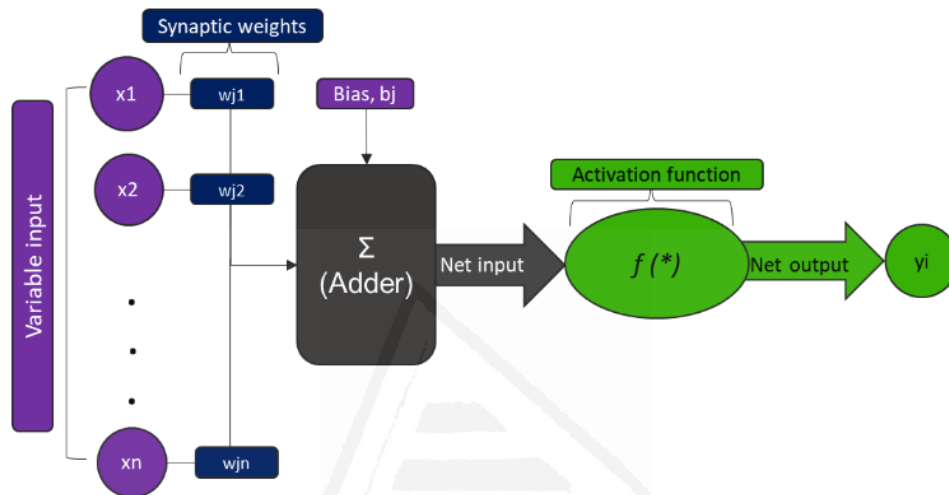 Synaptic weights
Variable input
x1
wj1
Bias, bj
x2
wj2
Σ
(Adder)
Net input
Activation function
f (*)
Net output
yi
xn
wjn